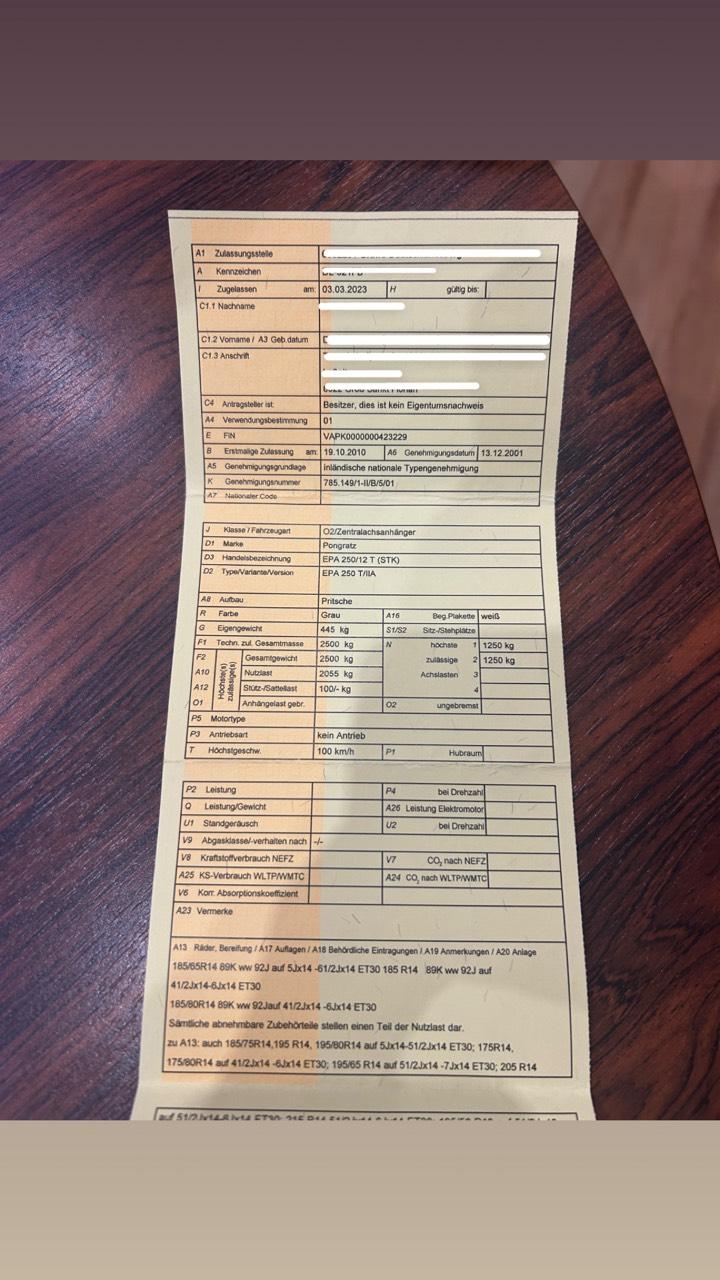 A1 Zulassungsstelle
A Kennzeichen
I Zugelassen am: 03.03.2023 H gültig bis:
C1.1 Nachname
C1.2 Vorname / A3 Geb.datum
C1.3 Anschrift
C4 Antragsteller ist: Besitzer, dies ist kein Eigentumsnachweis
A4 Verwendungsbestimmung 01
E FIN VAPK0000000423229
B Erstmalige Zulassung am: 19.10.2010 A6 Genehmigungsdatum 13.12.2001
A5 Genehmigungsgrundlage inländische nationale Typengenehmigung
K Genehmigungsnummer 785.149/1-II/B/5/01
A7 Nationaler Code
J Klasse / Fahrzeugart O2/Zentralachsanhänger
D1 Marke Pongratz
D3 Handelsbezeichnung EPA 250/12 T (STK)
D2 Type/Variante/Version EPA 250 T/IIA
A8 Aufbau Pritsche
R Farbe Grau A16 Beg.Plakette weiß
G Eigengewicht 445 kg S1/S2 Sitz-/Stehplätze
F1 Techn. zul. Gesamtmasse 2500 kg N höchste 1 1250 kg
F2 Höchste(s) zulässige(s) Gesamtgewicht 2500 kg zulässige 2 1250 kg
A10 Nutzlast 2055 kg Achslasten 3
A12 Stütz-/Sattellast 100/- kg 4
O1 Anhängelast gebr. O2 ungebremst
P5 Motortype
P3 Antriebsart kein Antrieb
T Höchstgeschw. 100 km/h P1 Hubraum
P2 Leistung P4 bei Drehzahl
Q Leistung/Gewicht A26 Leistung Elektromotor
U1 Standgeräusch U2 bei Drehzahl
V9 Abgasklasse/-verhalten nach -/-
V8 Kraftstoffverbrauch NEFZ V7 CO₂ nach NEFZ
A25 KS-Verbrauch WLTP/WMTC A24 CO₂ nach WLTP/WMTC
V6 Korr. Absorptionskoeffizient
A23 Vermerke
A13 Räder, Bereifung / A17 Auflagen / A18 Behördliche Eintragungen / A19 Anmerkungen / A20 Anlage
185/65R14 89K ww 92J auf 5Jx14 -61/2Jx14 ET30 185 R14 89K ww 92J auf
41/2Jx14-6Jx14 ET30
185/80R14 89K ww 92Jauf 41/2Jx14 -6Jx14 ET30
Sämtliche abnehmbare Zubehörteile stellen einen Teil der Nutzlast dar.
zu A13: auch 185/75R14,195 R14, 195/80R14 auf 5Jx14-51/2Jx14 ET30; 175R14,
175/80R14 auf 41/2Jx14 -6Jx14 ET30; 195/65 R14 auf 51/2Jx14 -7Jx14 ET30; 205 R14